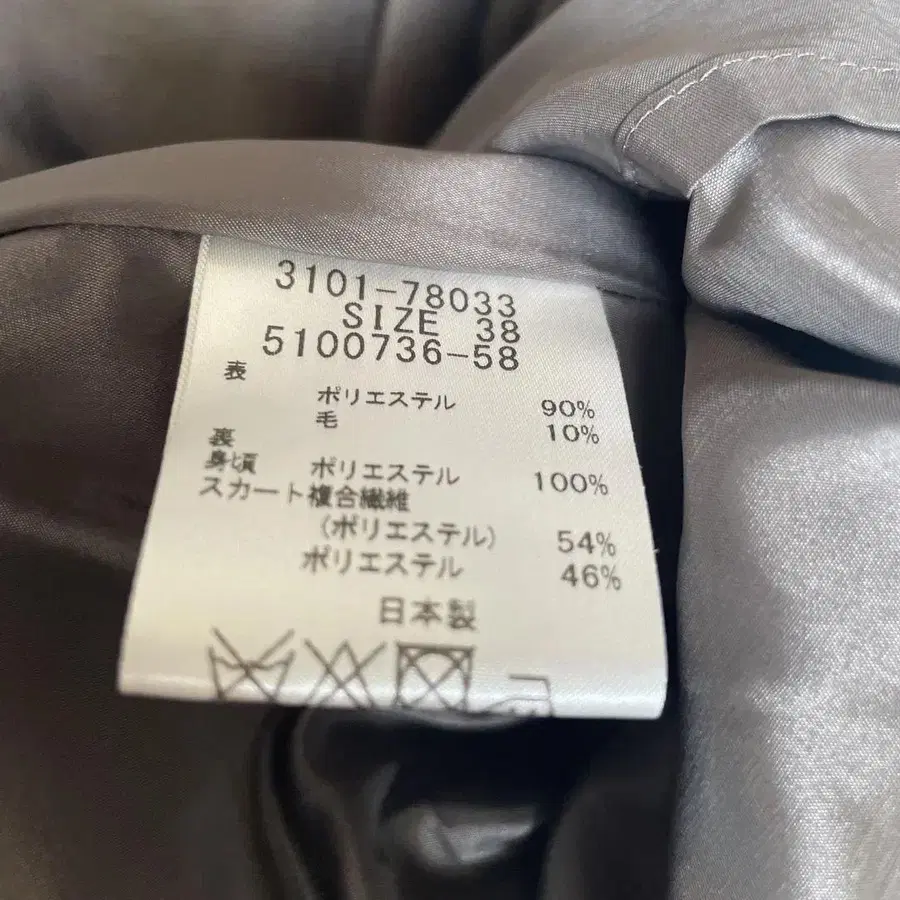 3101-78033
SIZE 38
5100736-58
表
ポリエステル 90%
毛 10%
裏
身頃 ポリエステル 100%
スカート複合繊維
(ポリエステル) 54%
ポリエステル 46%
日本製